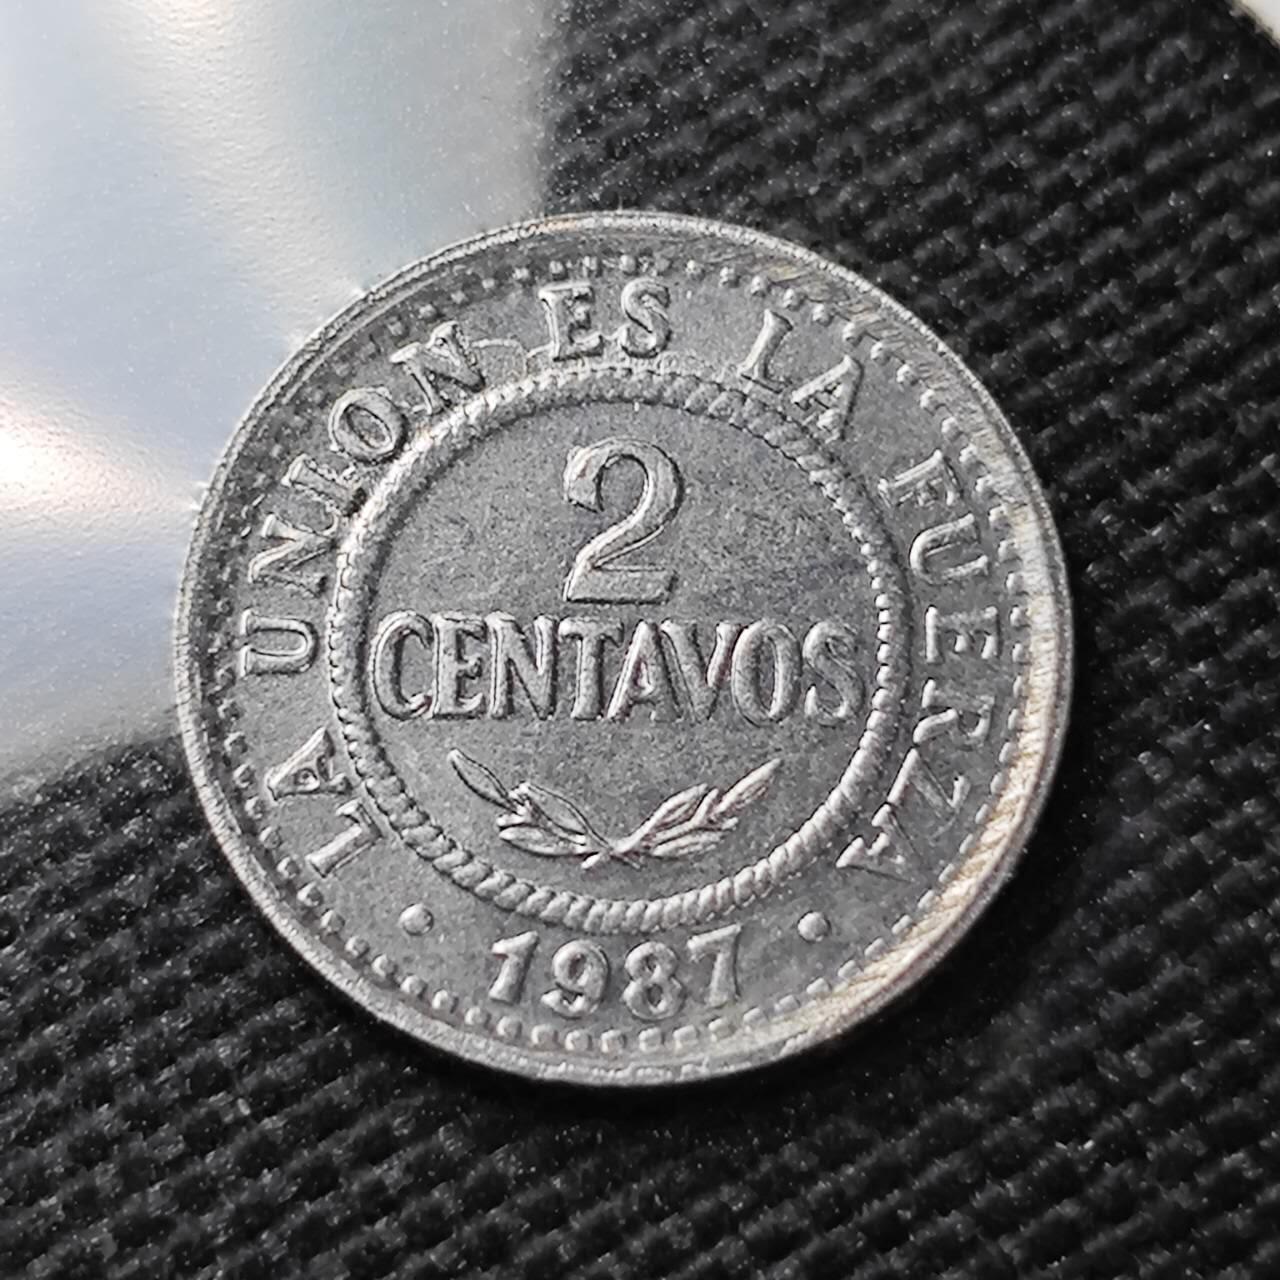 LA UNION ES LA FUERZA
2
CENTAVOS
1987